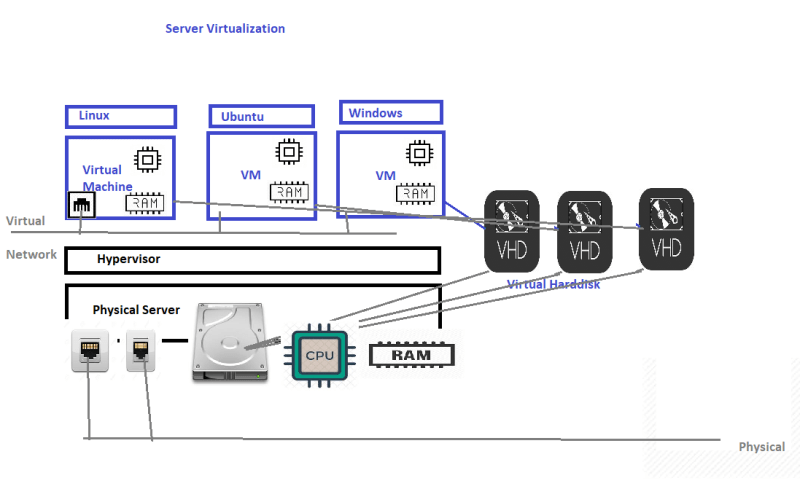 Server Virtualization
Linux
Ubuntu
Windows
Virtual
Machine
VM
VM
RAM
RAM
RAM
Virtual
Network
Hypervisor
VHD
VHD
VHD
Virtual Harddisk
Physical Server
CPU
RAM
Physical